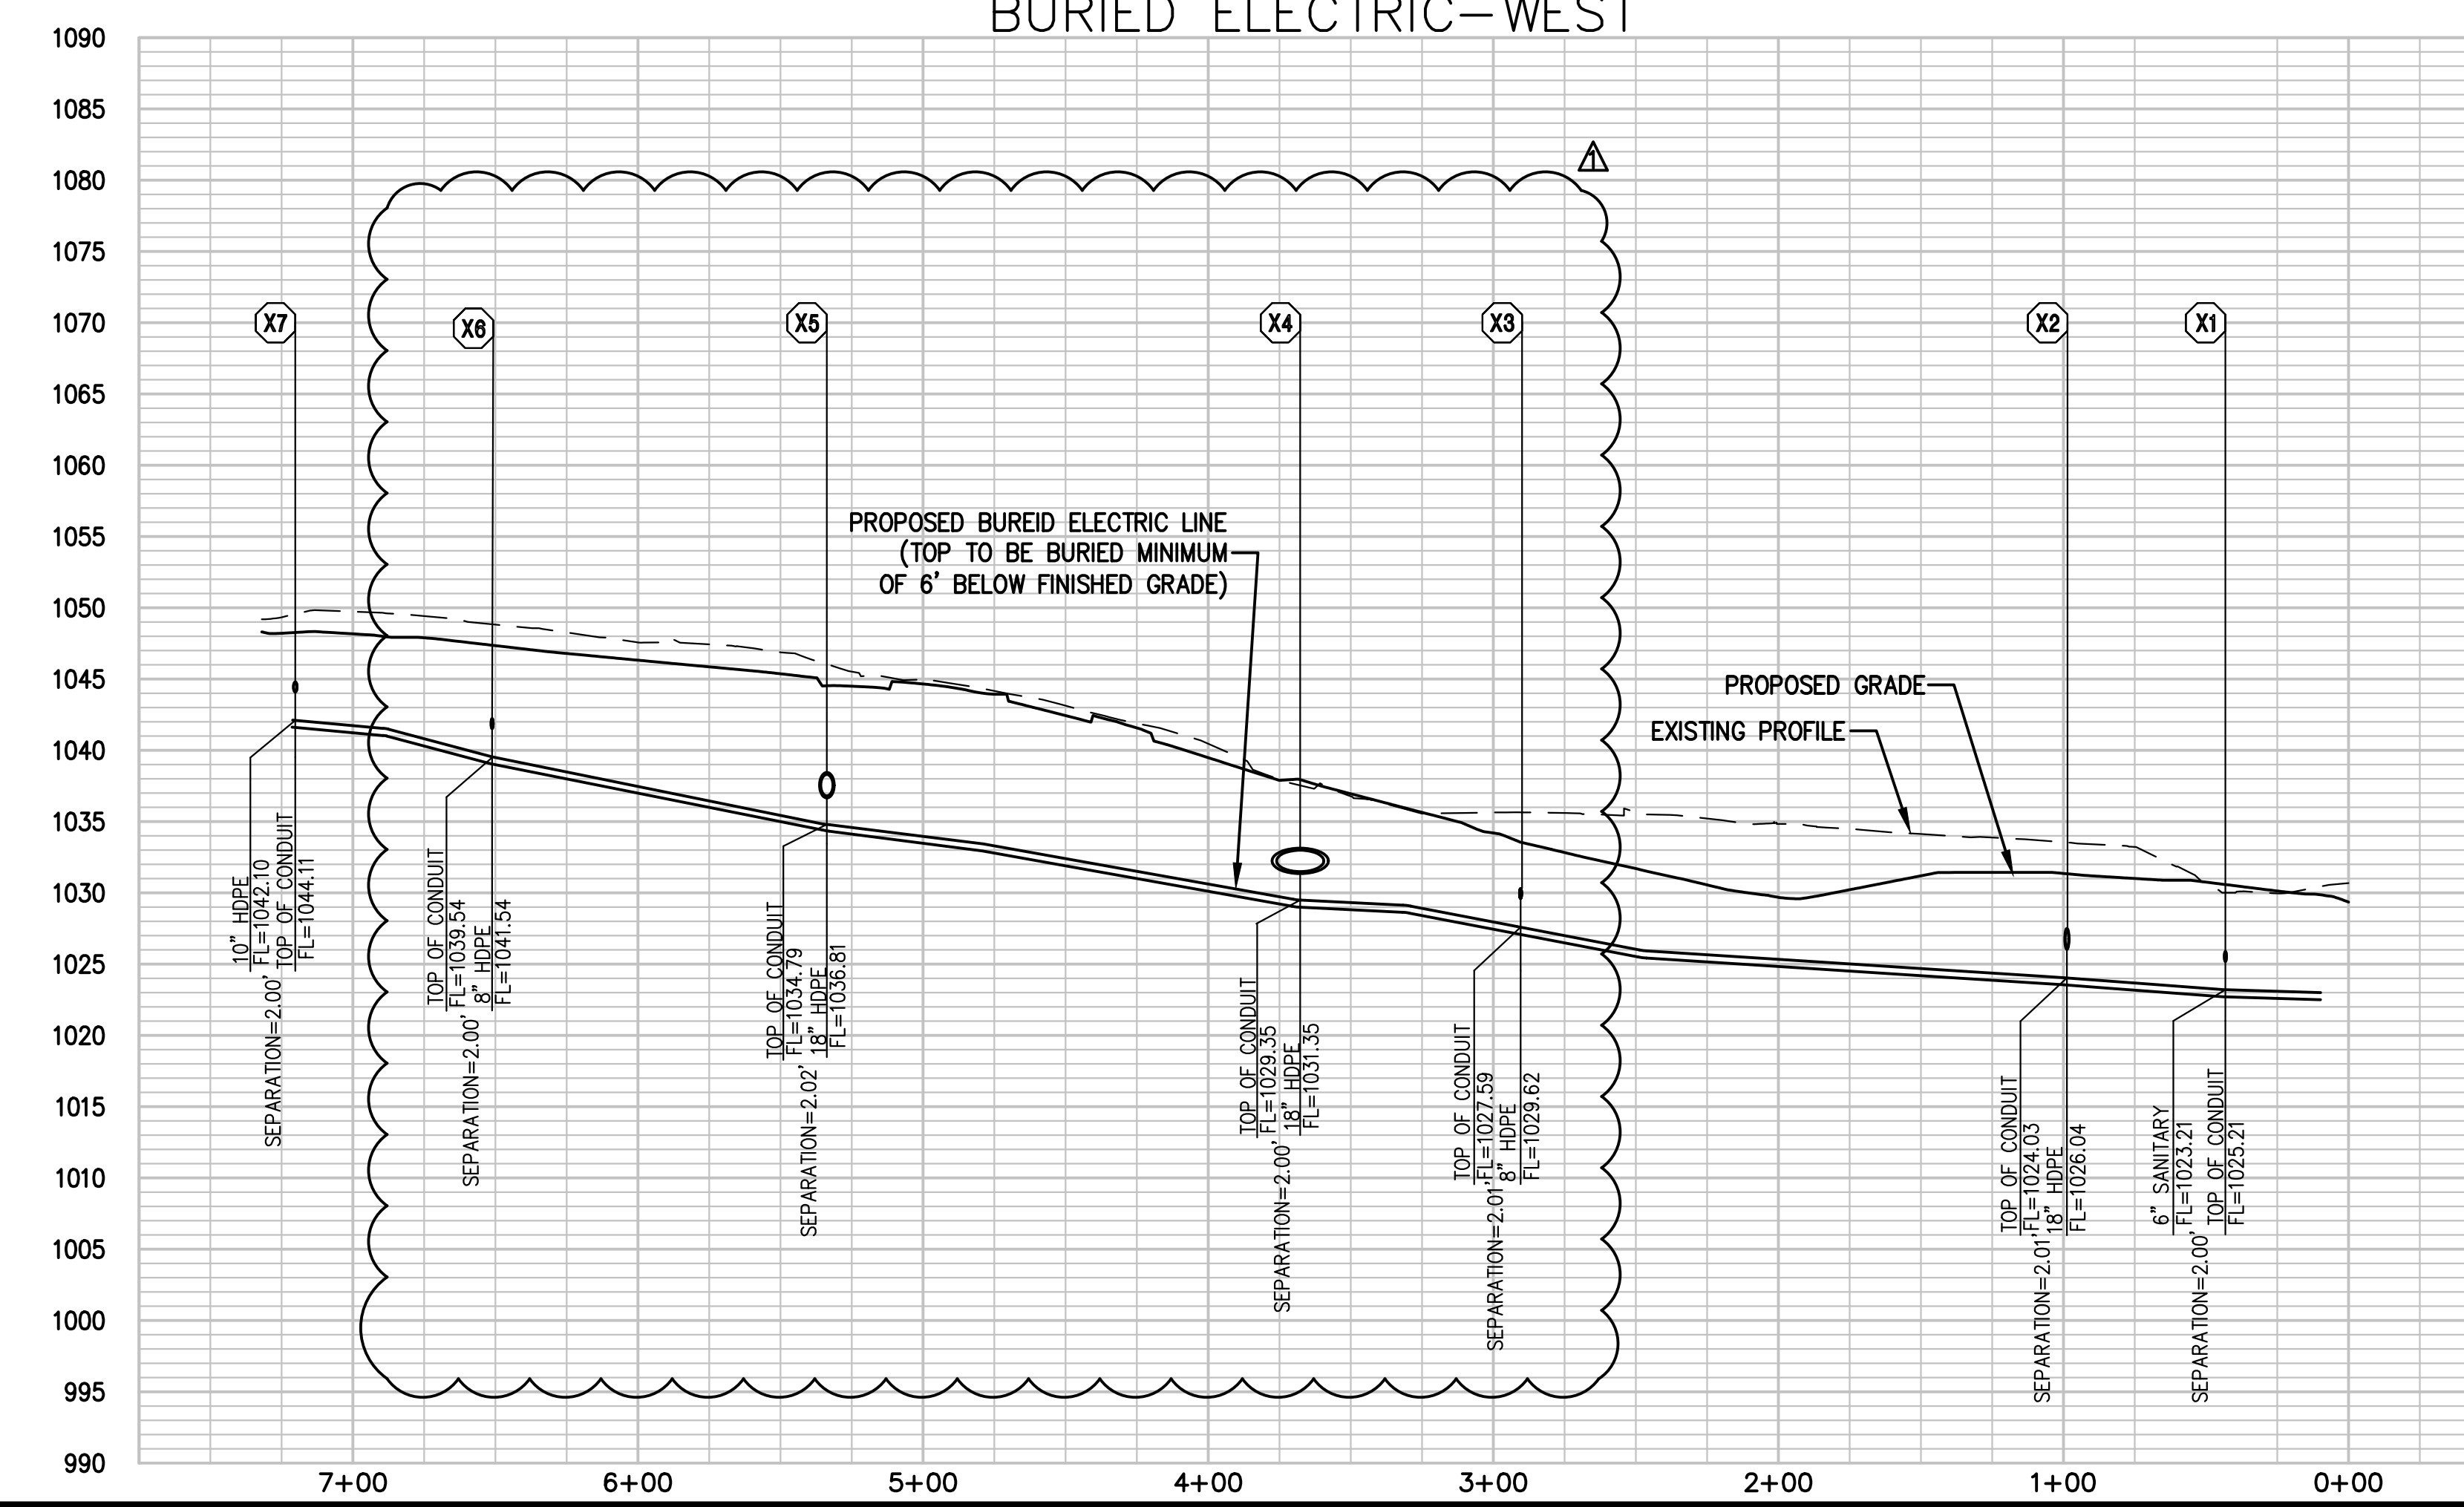 BURIED ELECTRIC-WEST
1090
1085
1080
1075
1070
1065
1060
1055
1050
1045
1040
1035
1030
1025
1020
1015
1010
1005
1000
995
990
1
X7
X6
X5
X4
X3
X2
X1
PROPOSED BUREID ELECTRIC LINE
(TOP TO BE BURIED MINIMUM
OF 6' BELOW FINISHED GRADE)
PROPOSED GRADE
EXISTING PROFILE
10" HDPE
FL=1042.10
TOP OF CONDUIT
FL=1044.11
SEPARATION=2.00'
TOP OF CONDUIT
FL=1039.54
8" HDPE
FL=1041.54
SEPARATION=2.00'
TOP OF CONDUIT
FL=1034.79
18" HDPE
FL=1036.81
SEPARATION=2.02'
TOP OF CONDUIT
FL=1029.35
18" HDPE
FL=1031.35
SEPARATION=2.00'
TOP OF CONDUIT
FL=1027.59
8" HDPE
FL=1029.62
SEPARATION=2.01'
TOP OF CONDUIT
FL=1024.03
18" HDPE
FL=1026.04
SEPARATION=2.01'
6" SANITARY
FL=1023.21
TOP OF CONDUIT
FL=1025.21
SEPARATION=2.00'
7+00
6+00
5+00
4+00
3+00
2+00
1+00
0+00